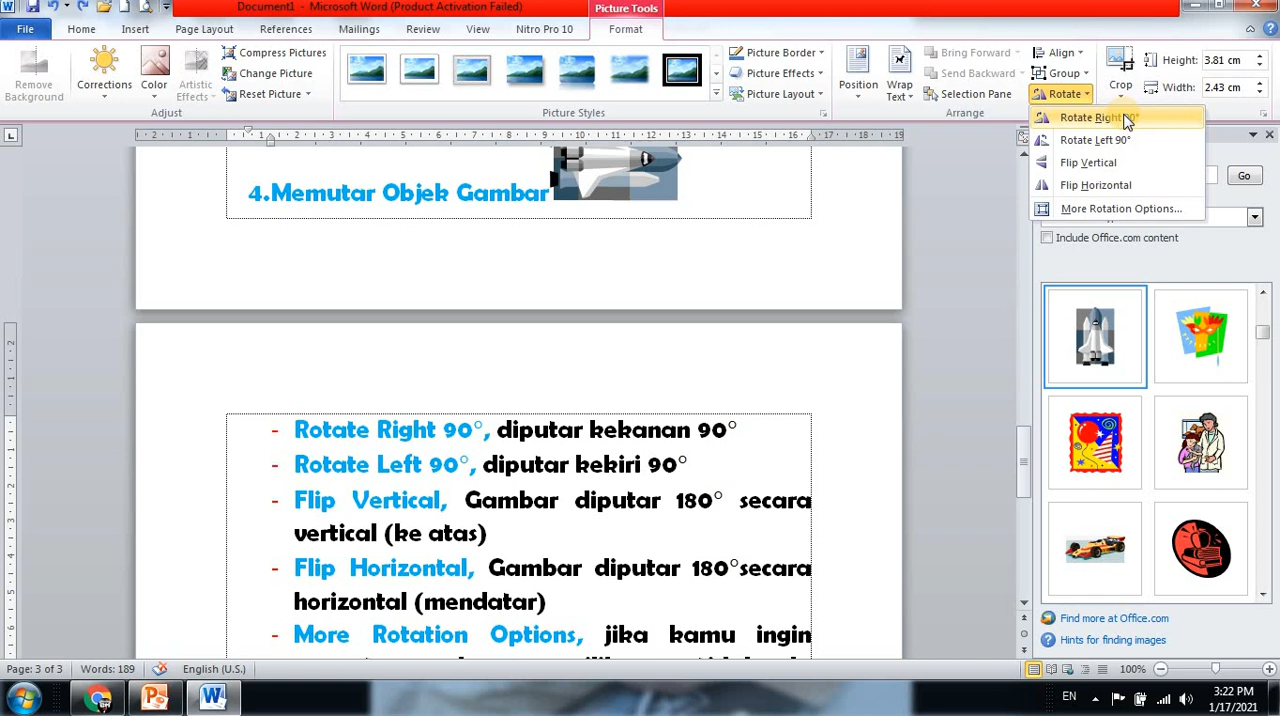 Document1 - Microsoft Word (Product Activation Failed)
Picture Tools
File
Home
Insert
Page Layout
References
Mailings
Review
View
Nitro Pro 10
Format
Remove
Background
Corrections
Color
Artistic
Effects
Compress Pictures
Change Picture
Reset Picture
Adjust
Picture Styles
Picture Border
Picture Effects
Picture Layout
Position
Wrap
Text
Bring Forward
Send Backward
Selection Pane
Align
Group
Rotate
Arrange
Crop
Height: 3.81 cm
Width: 2.43 cm
Rotate Right 90°
Rotate Left 90°
Flip Vertical
Flip Horizontal
More Rotation Options...
Go
Include Office.com content
4.Memutar Objek Gambar
- Rotate Right 90°, diputar kekanan 90°
- Rotate Left 90°, diputar kekiri 90°
- Flip Vertical, Gambar diputar 180° secara
vertical (ke atas)
- Flip Horizontal, Gambar diputar 180°secara
horizontal (mendatar)
- More Rotation Options, jika kamu ingin
Find more at Office.com
Hints for finding images
Page: 3 of 3
Words: 189
English (U.S.)
100%
EN
3:22 PM
1/17/2021